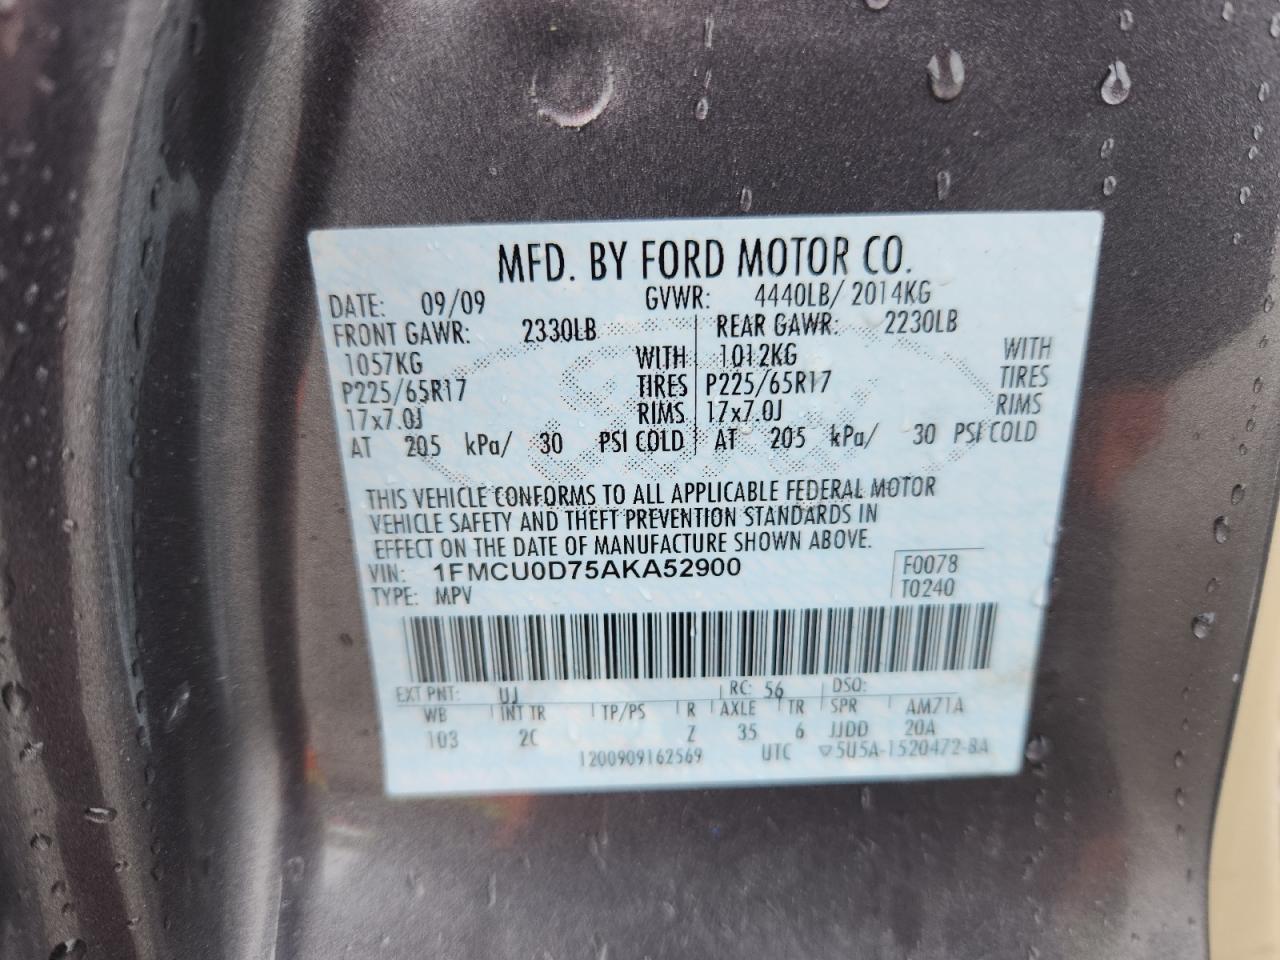 MFD. BY FORD MOTOR CO.
DATE: 09/09 GVWR: 4440LB/ 2014KG
FRONT GAWR: 2330LB REAR GAWR: 2230LB
1057KG WITH 1012KG WITH
P225/65R17 TIRES P225/65R17 TIRES
17x7.0J RIMS 17x7.0J RIMS
AT 205 kPa/ 30 PSI COLD AT 205 kPa/ 30 PSI COLD
THIS VEHICLE CONFORMS TO ALL APPLICABLE FEDERAL MOTOR
VEHICLE SAFETY AND THEFT PREVENTION STANDARDS IN
EFFECT ON THE DATE OF MANUFACTURE SHOWN ABOVE.
VIN: 1FMCU0D75AKA52900 F0078
TYPE: MPV T0240
EXT PNT: UJ RC: 56 DSO:
WB INT TR TP/PS R AXLE TR SPR AM71A
103 2C Z 35 6 JJDD 20A
1200909162569 UTC ▽5U5A-1520472-BA